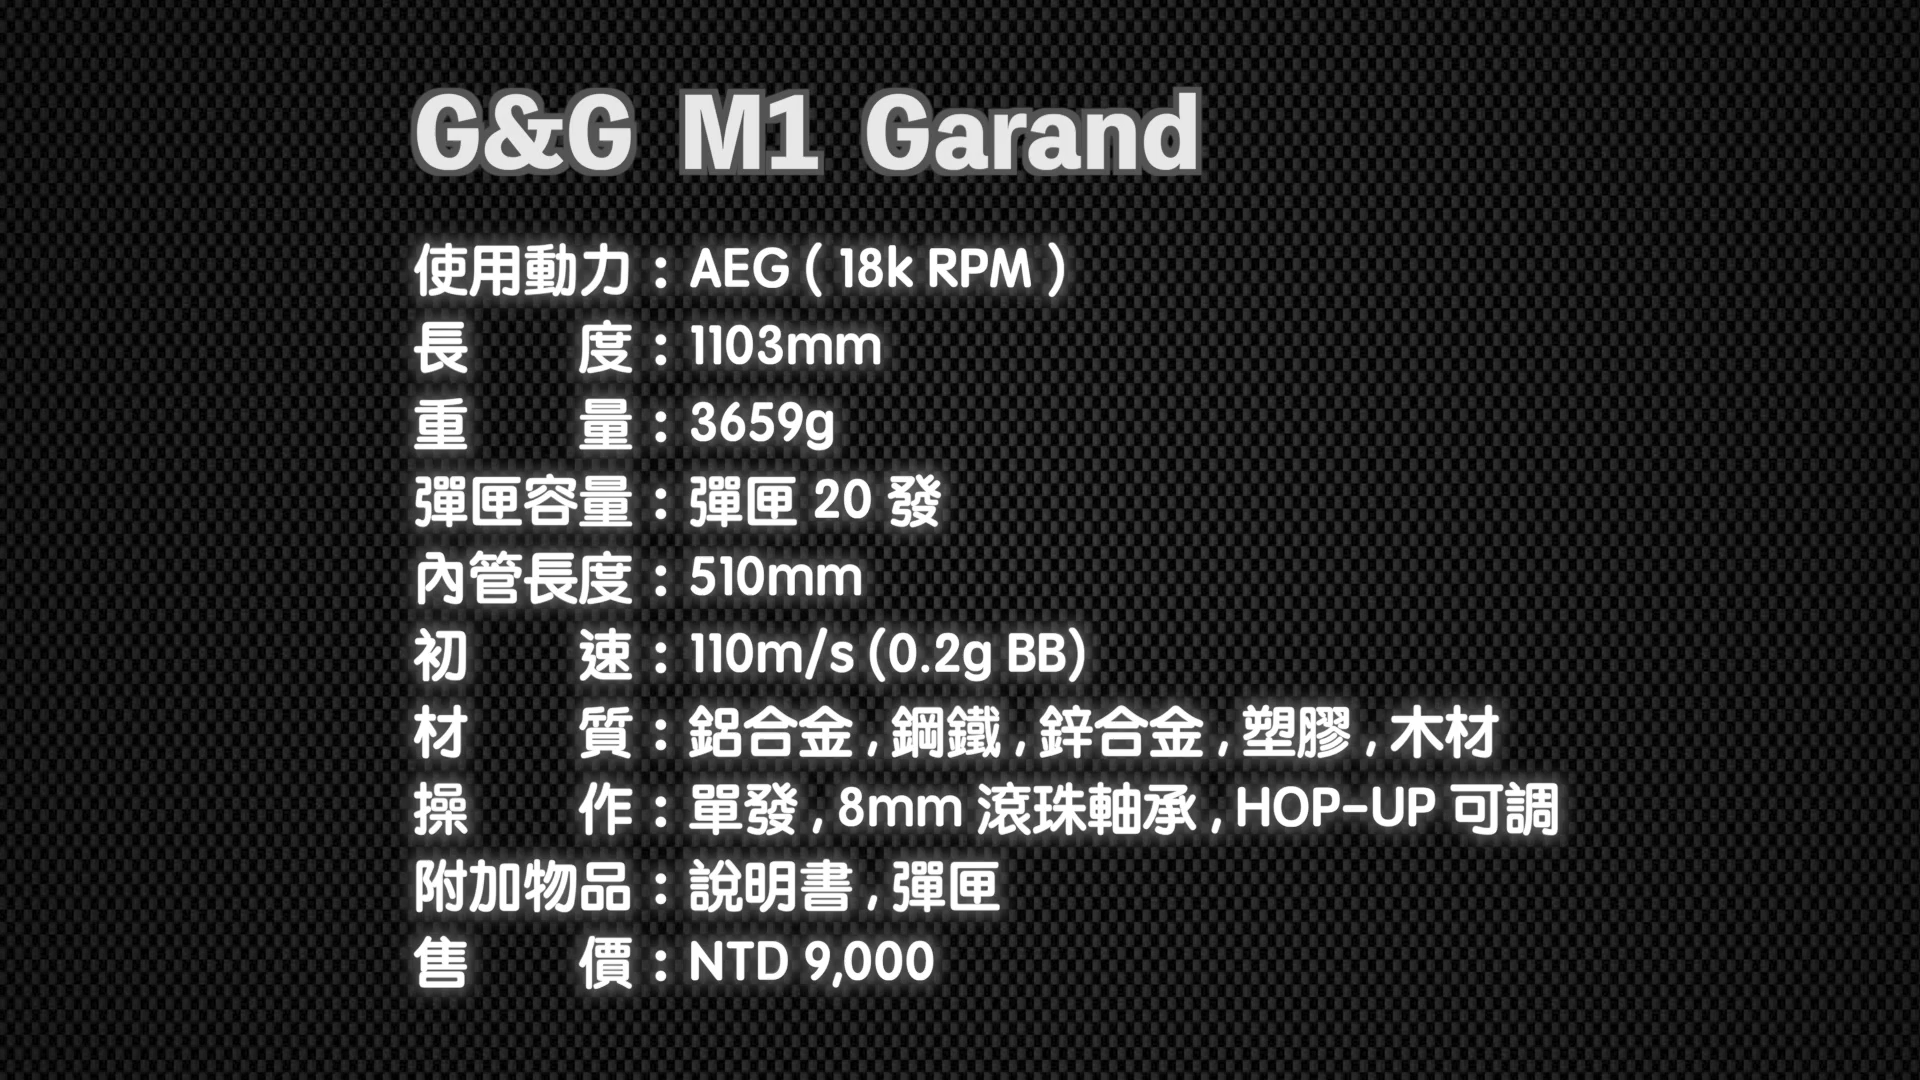 G&G M1 Garand
使用動力：AEG ( 18k RPM )
長度：1103mm
重量：3659g
彈匣容量：彈匣 20 發
內管長度：510mm
初速：110m/s (0.2g BB)
材質：鋁合金 , 鋼鐵 , 鋅合金 , 塑膠 , 木材
操作：單發 , 8mm 滾珠軸承 , HOP-UP 可調
附加物品：說明書 , 彈匣
售價：NTD 9,000